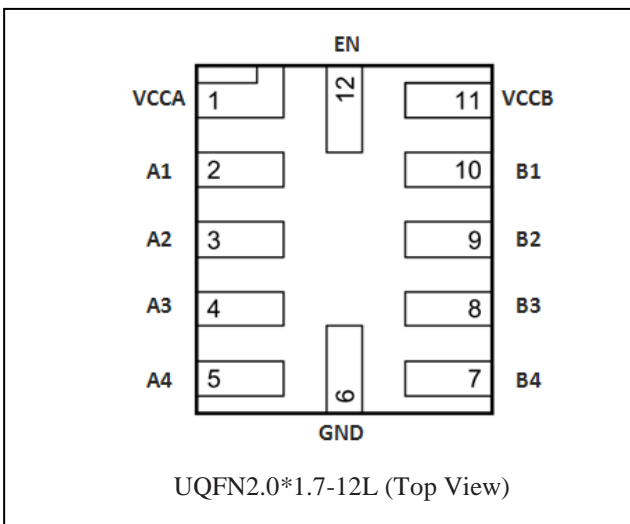 EN
VCCA 1 12 11 VCCB
A1 2 10 B1
A2 3 9 B2
A3 4 8 B3
A4 5 6 7 B4
GND
UQFN2.0*1.7-12L (Top View)